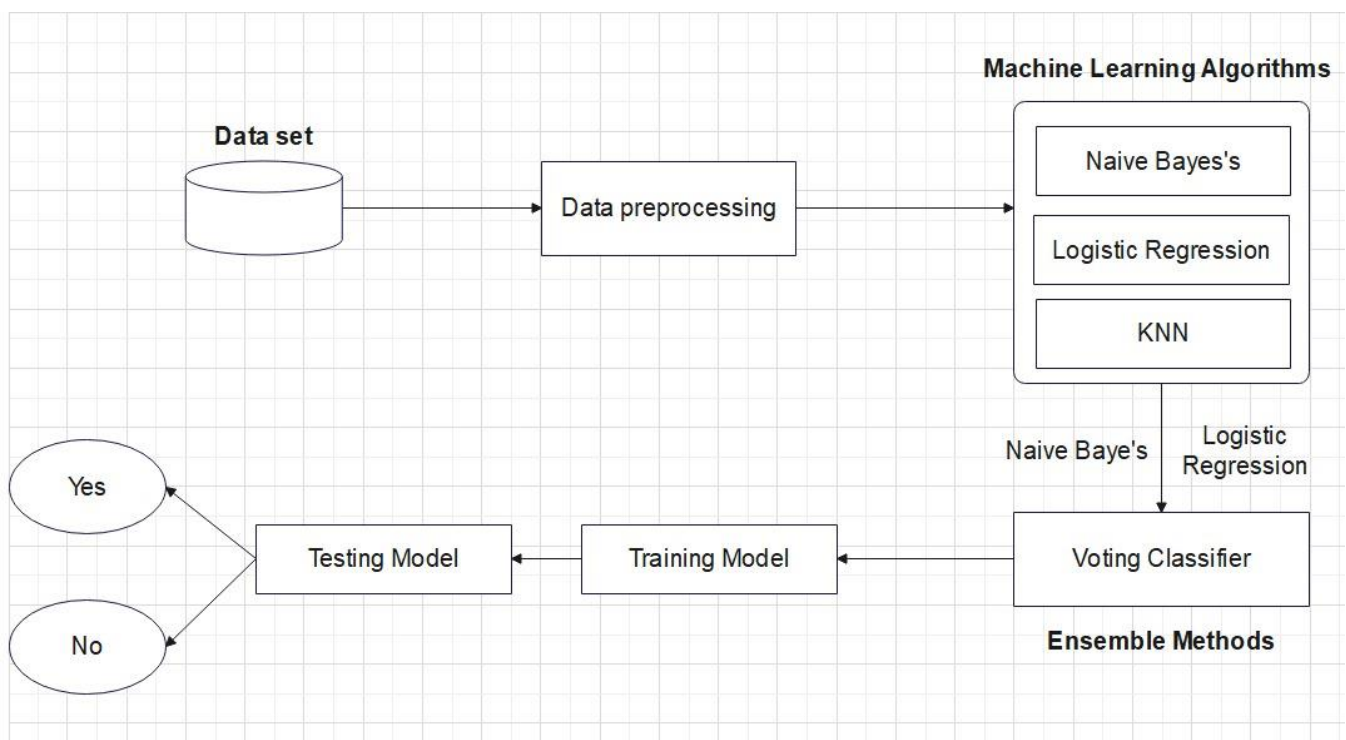 Machine Learning Algorithms
Data set
Naive Bayes's
Data preprocessing
Logistic Regression
KNN
Naive Baye's
Logistic
Regression
Yes
Testing Model
Training Model
Voting Classifier
No
Ensemble Methods